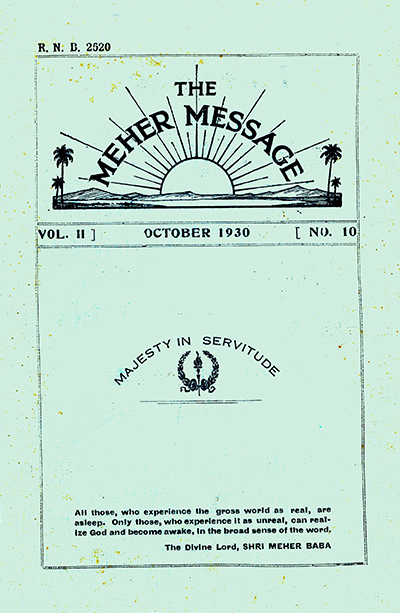 R. N. B. 2520
THE
MEHER MESSAGE
VOL. II ] OCTOBER 1930 [ NO. 10
MAJESTY IN SERVITUDE
All those, who experience the gross world as real, are
asleep. Only those, who experience it as unreal, can real-
ize God and become awake, in the broad sense of the word,
The Divine Lord, SHRI MEHER BABA